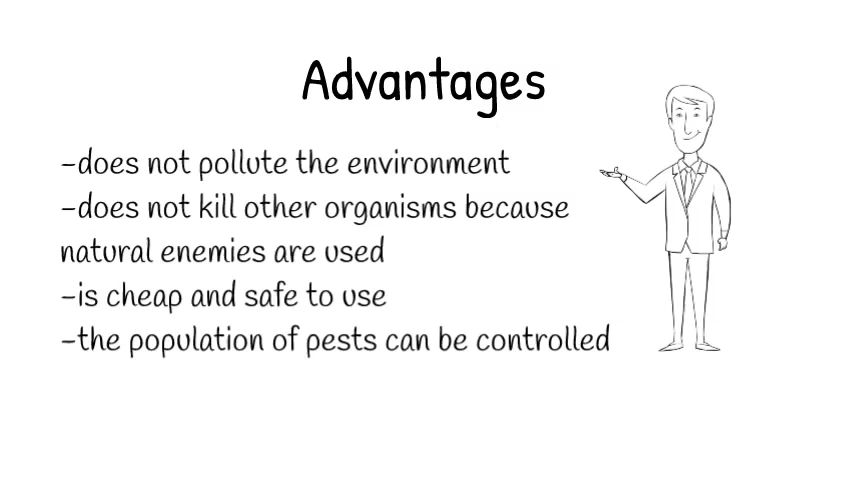 Advantages
-does not pollute the environment
-does not kill other organisms because
natural enemies are used
-is cheap and safe to use
-the population of pests can be controlled